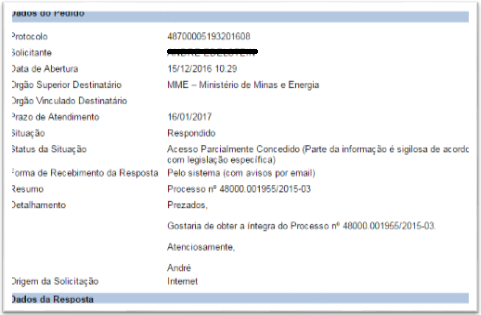 Dados do Pedido
Protocolo 48700005193201608
Solicitante
Data de Abertura 15/12/2016 10:29
Orgão Superior Destinatário MME – Ministério de Minas e Energia
Orgão Vinculado Destinatário
Prazo de Atendimento 16/01/2017
Situação Respondido
Status da Situação Acesso Parcialmente Concedido (Parte da informação é sigilosa de acordo
com legislação específica)
Forma de Recebimento da Resposta Pelo sistema (com avisos por email)
Resumo Processo nº 48000.001955/2015-03
Detalhamento Prezados,
Gostaria de obter a íntegra do Processo nº 48000.001955/2015-03.
Atenciosamente,
André
Origem da Solicitação Internet
Dados da Resposta